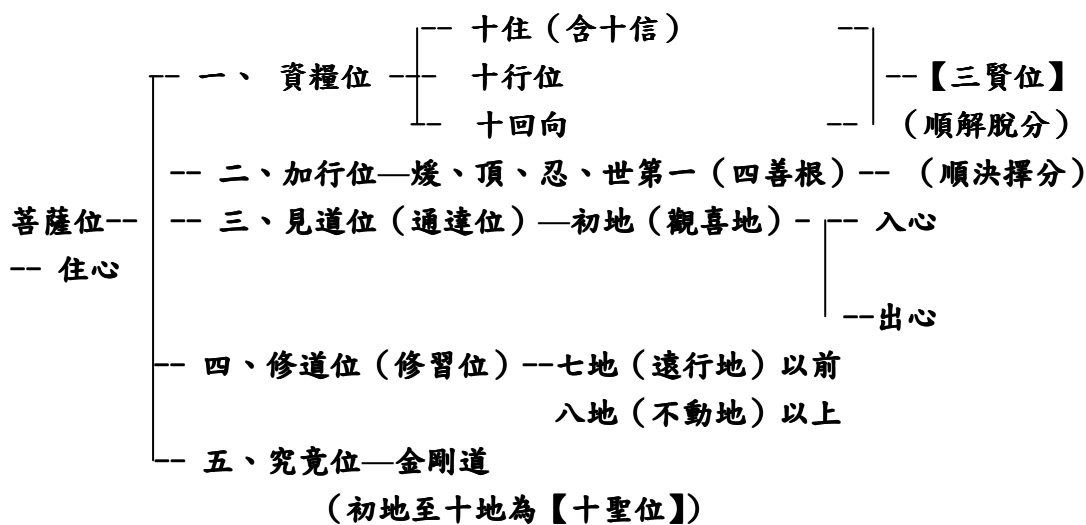 十住（含十信）
一、 資糧位 十行位 【三賢位】
十回向 （順解脫分）
二、加行位—煖、頂、忍、世第一（四善根） （順決擇分）
菩薩位 三、見道位（通達位）—初地（觀喜地） 入心
住心
出心
四、修道位（修習位） 七地（遠行地）以前
八地（不動地）以上
五、究竟位—金剛道
（初地至十地為【十聖位】）